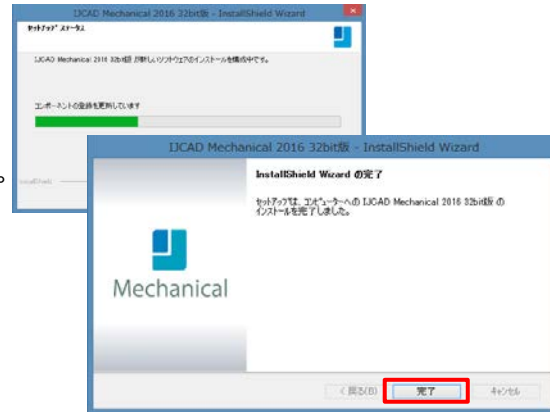 IJCAD Mechanical 2016 32bit版 - InstallShield Wizard
セットアップ ステータス
IJCAD Mechanical 2016 32bit版 が新しいソフトウェアのインストールを構成中です。
コンポーネントの登録を更新しています
InstallShield
。
IJCAD Mechanical 2016 32bit版 - InstallShield Wizard
InstallShield Wizard の完了
セットアップは、コンピューターへの IJCAD Mechanical 2016 32bit版 の
インストールを完了しました。
Mechanical
< 戻る(B)
完了
キャンセル